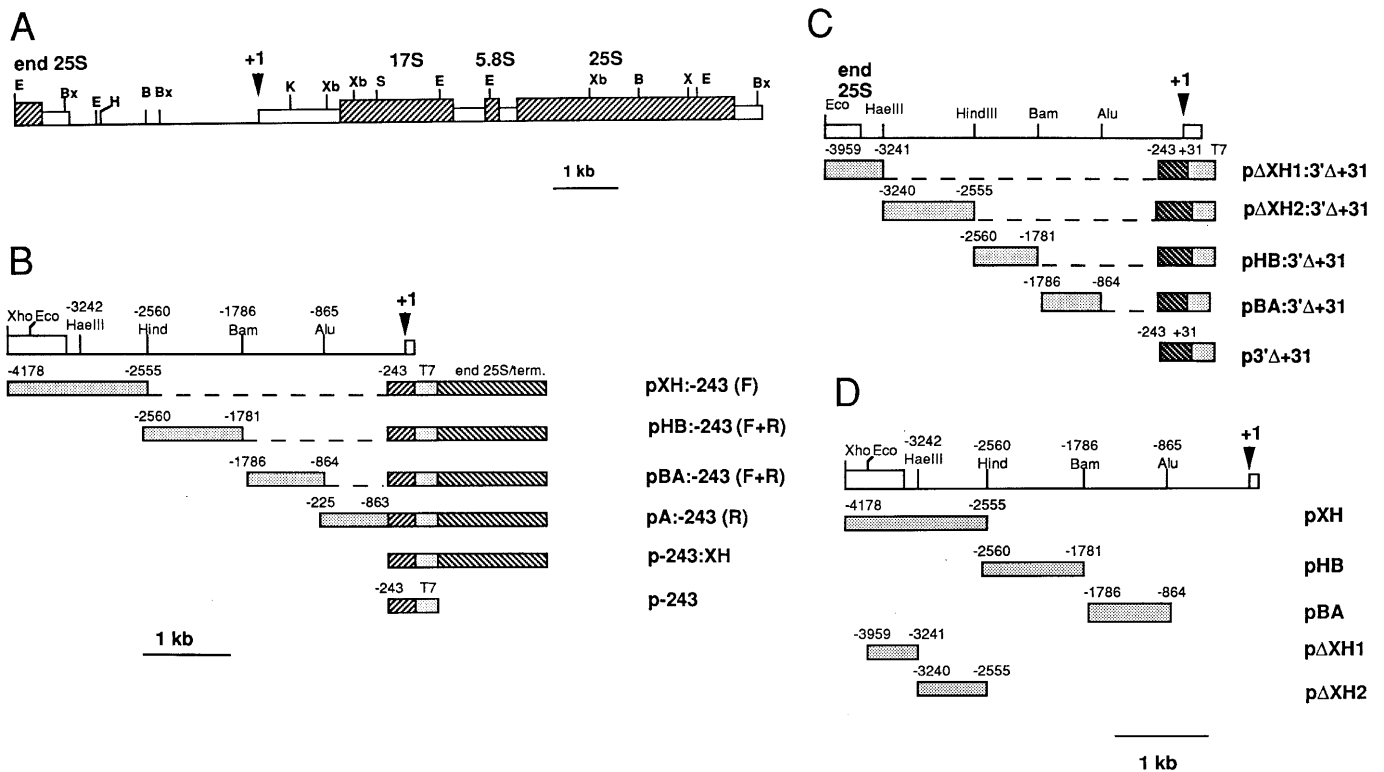 A
end 25S
+1
17S
5.8S
25S
E Bx E H B Bx K Xb Xb S E E Xb B X E Bx
1 kb
B
+1
-3242 -2560 -1786 -865
Xho Eco HaeIII Hind Bam Alu
-4178 -2555 -243 T7 end 25S/term.
pXH:-243 (F)
-2560 -1781
pHB:-243 (F+R)
-1786 -864
pBA:-243 (F+R)
-225 -863
pA:-243 (R)
p-243:XH
-243 T7
p-243
1 kb
C
end
25S
+1
Eco HaeIII HindIII Bam Alu
-3959 -3241 -243 +31 T7
pΔXH1:3'Δ+31
-3240 -2555
pΔXH2:3'Δ+31
-2560 -1781
pHB:3'Δ+31
-1786 -864
pBA:3'Δ+31
-243 +31
p3'Δ+31
D
+1
-3242 -2560 -1786 -865
Xho Eco HaeIII Hind Bam Alu
-4178 -2555
pXH
-2560 -1781
pHB
-1786 -864
pBA
-3959 -3241
pΔXH1
-3240 -2555
pΔXH2
1 kb